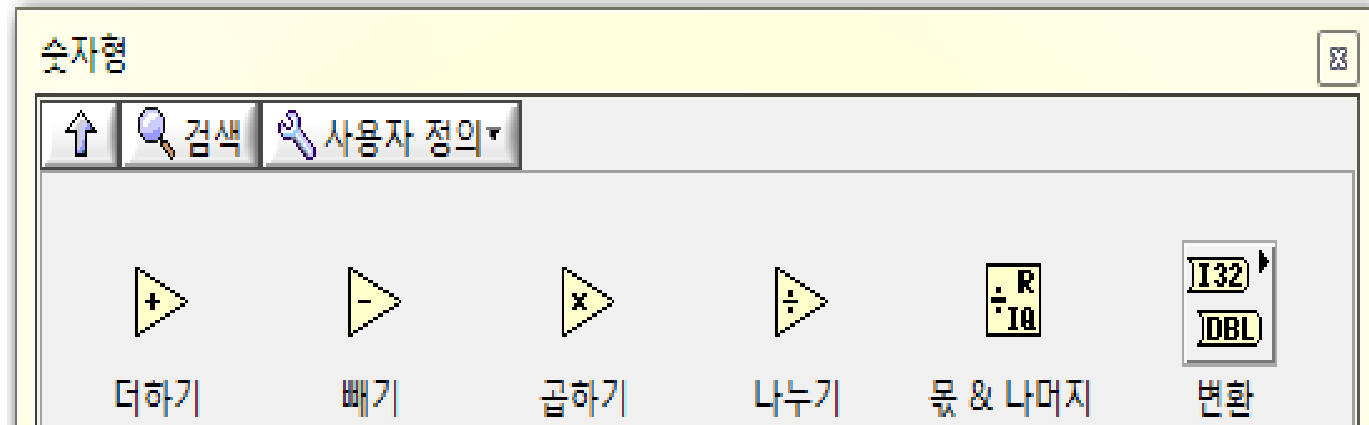 숫자형
검색 사용자 정의
+ - x ÷ ÷ R IQ I32 DBL
더하기 빼기 곱하기 나누기 몫 & 나머지 변환